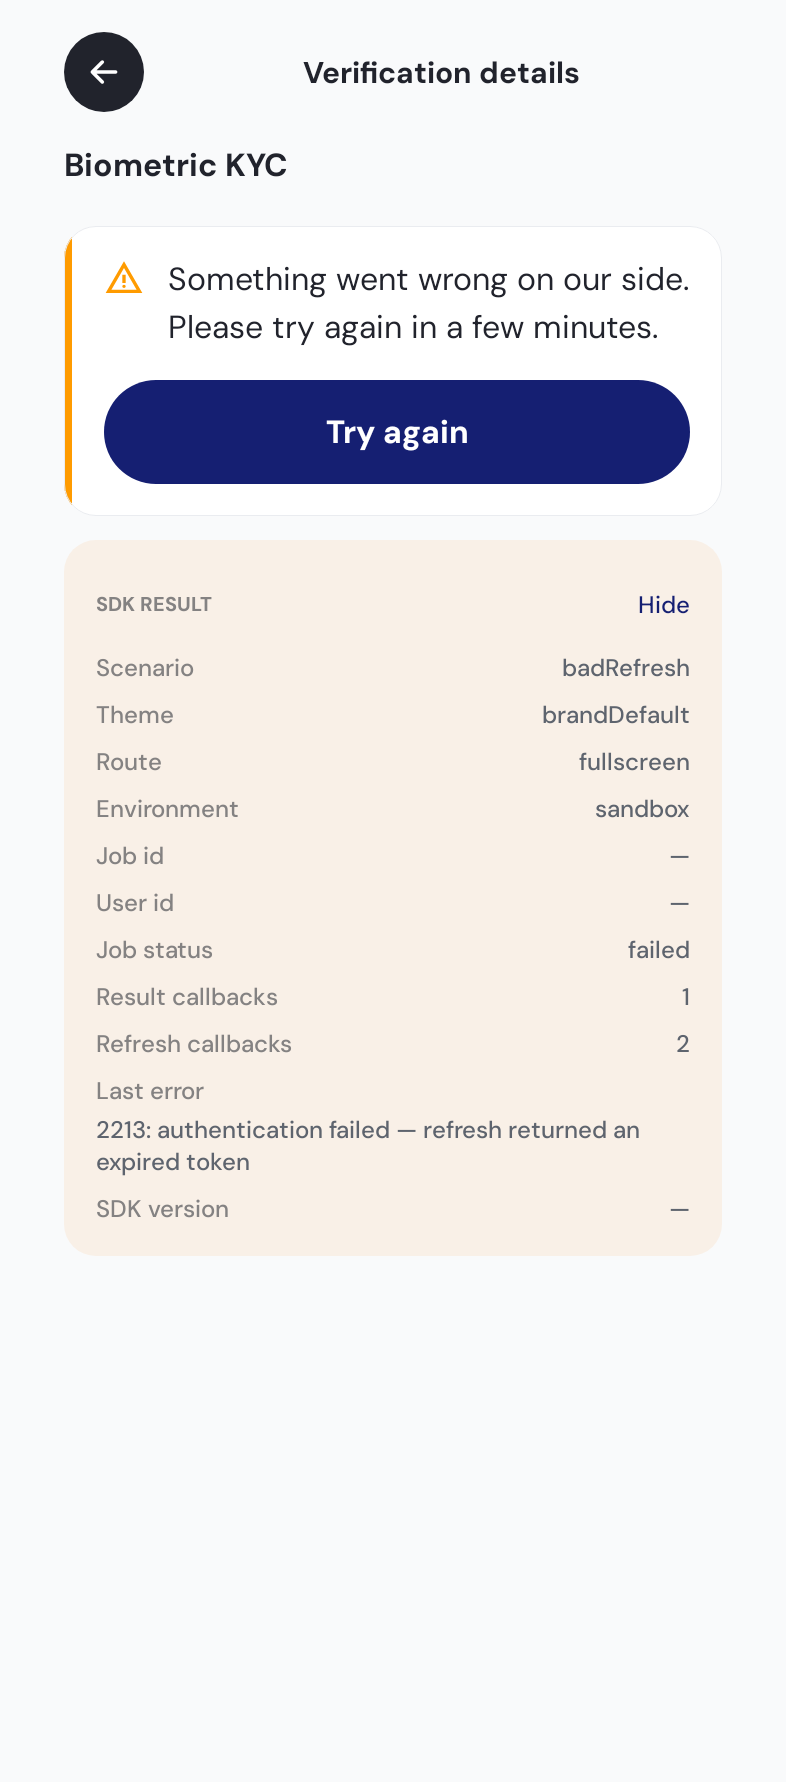 Verification details
Biometric KYC
Something went wrong on our side.
Please try again in a few minutes.
Try again
SDK RESULT Hide
Scenario badRefresh
Theme brandDefault
Route fullscreen
Environment sandbox
Job id —
User id —
Job status failed
Result callbacks 1
Refresh callbacks 2
Last error
2213: authentication failed — refresh returned an
expired token
SDK version —